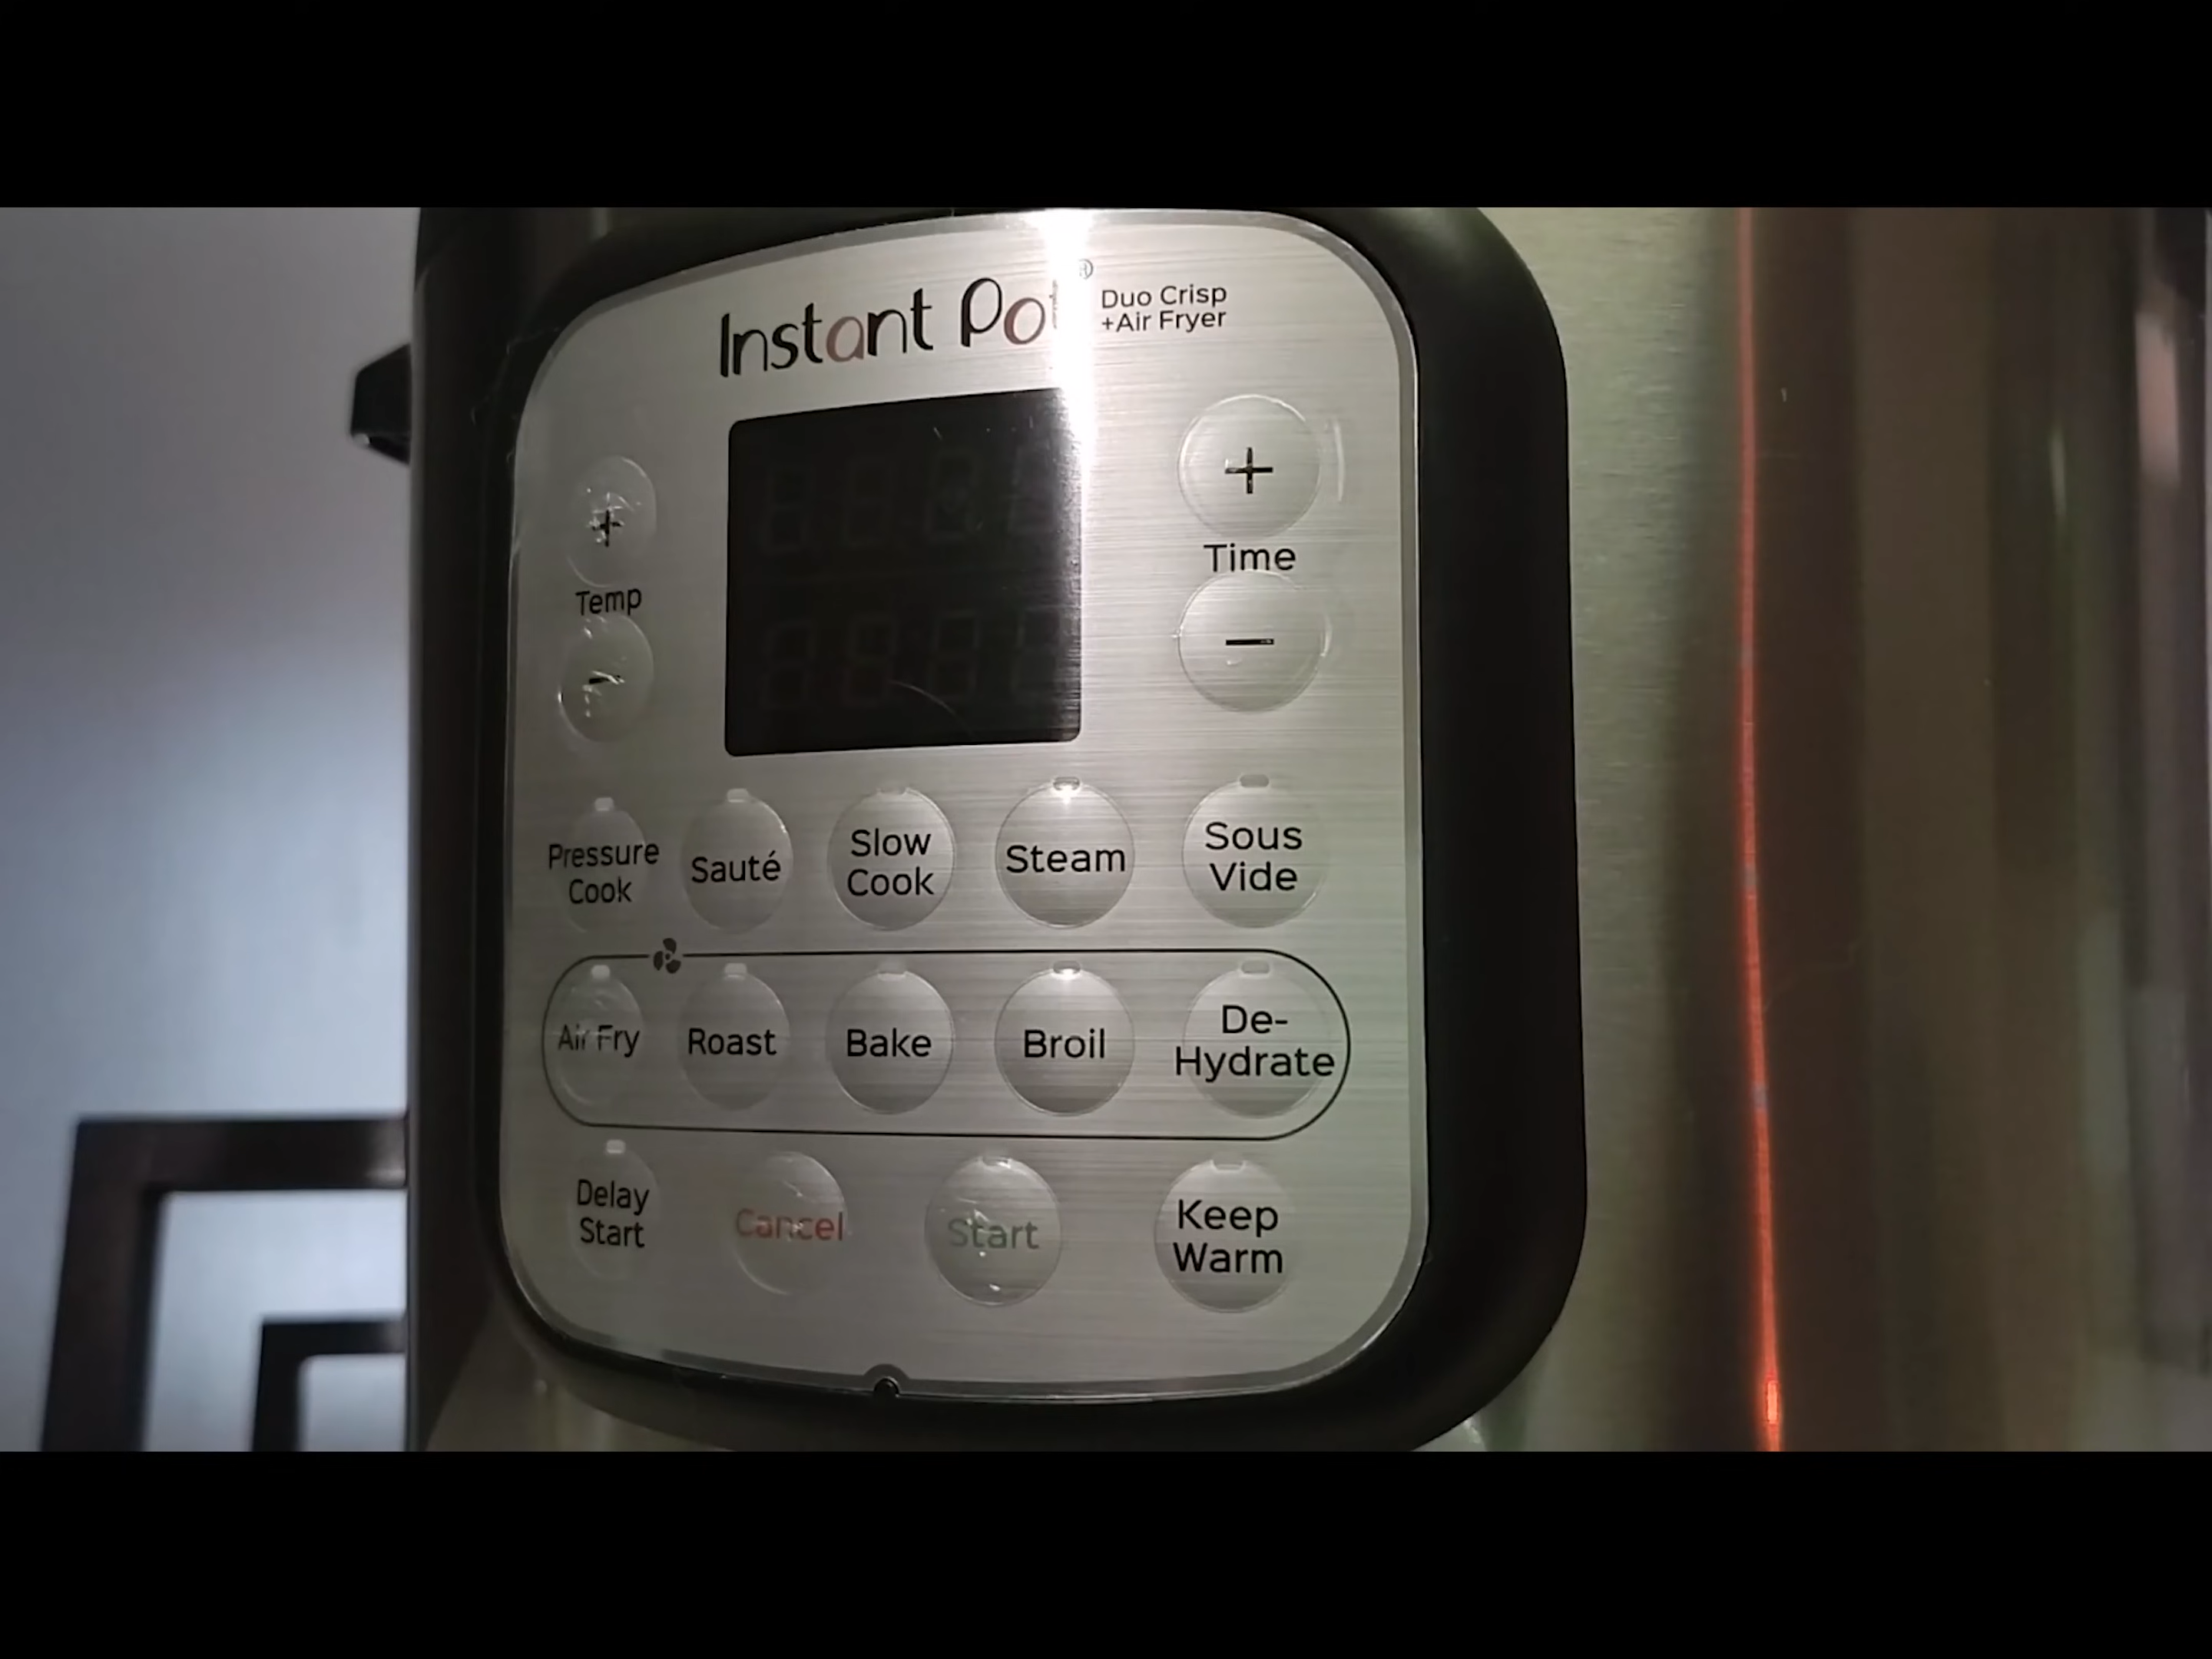 Instant Pot®
Duo Crisp
+Air Fryer
+
Temp
-
+
Time
-
Pressure
Cook
Sauté
Slow
Cook
Steam
Sous
Vide
Air Fry
Roast
Bake
Broil
De-
Hydrate
Delay
Start
Cancel
Start
Keep
Warm